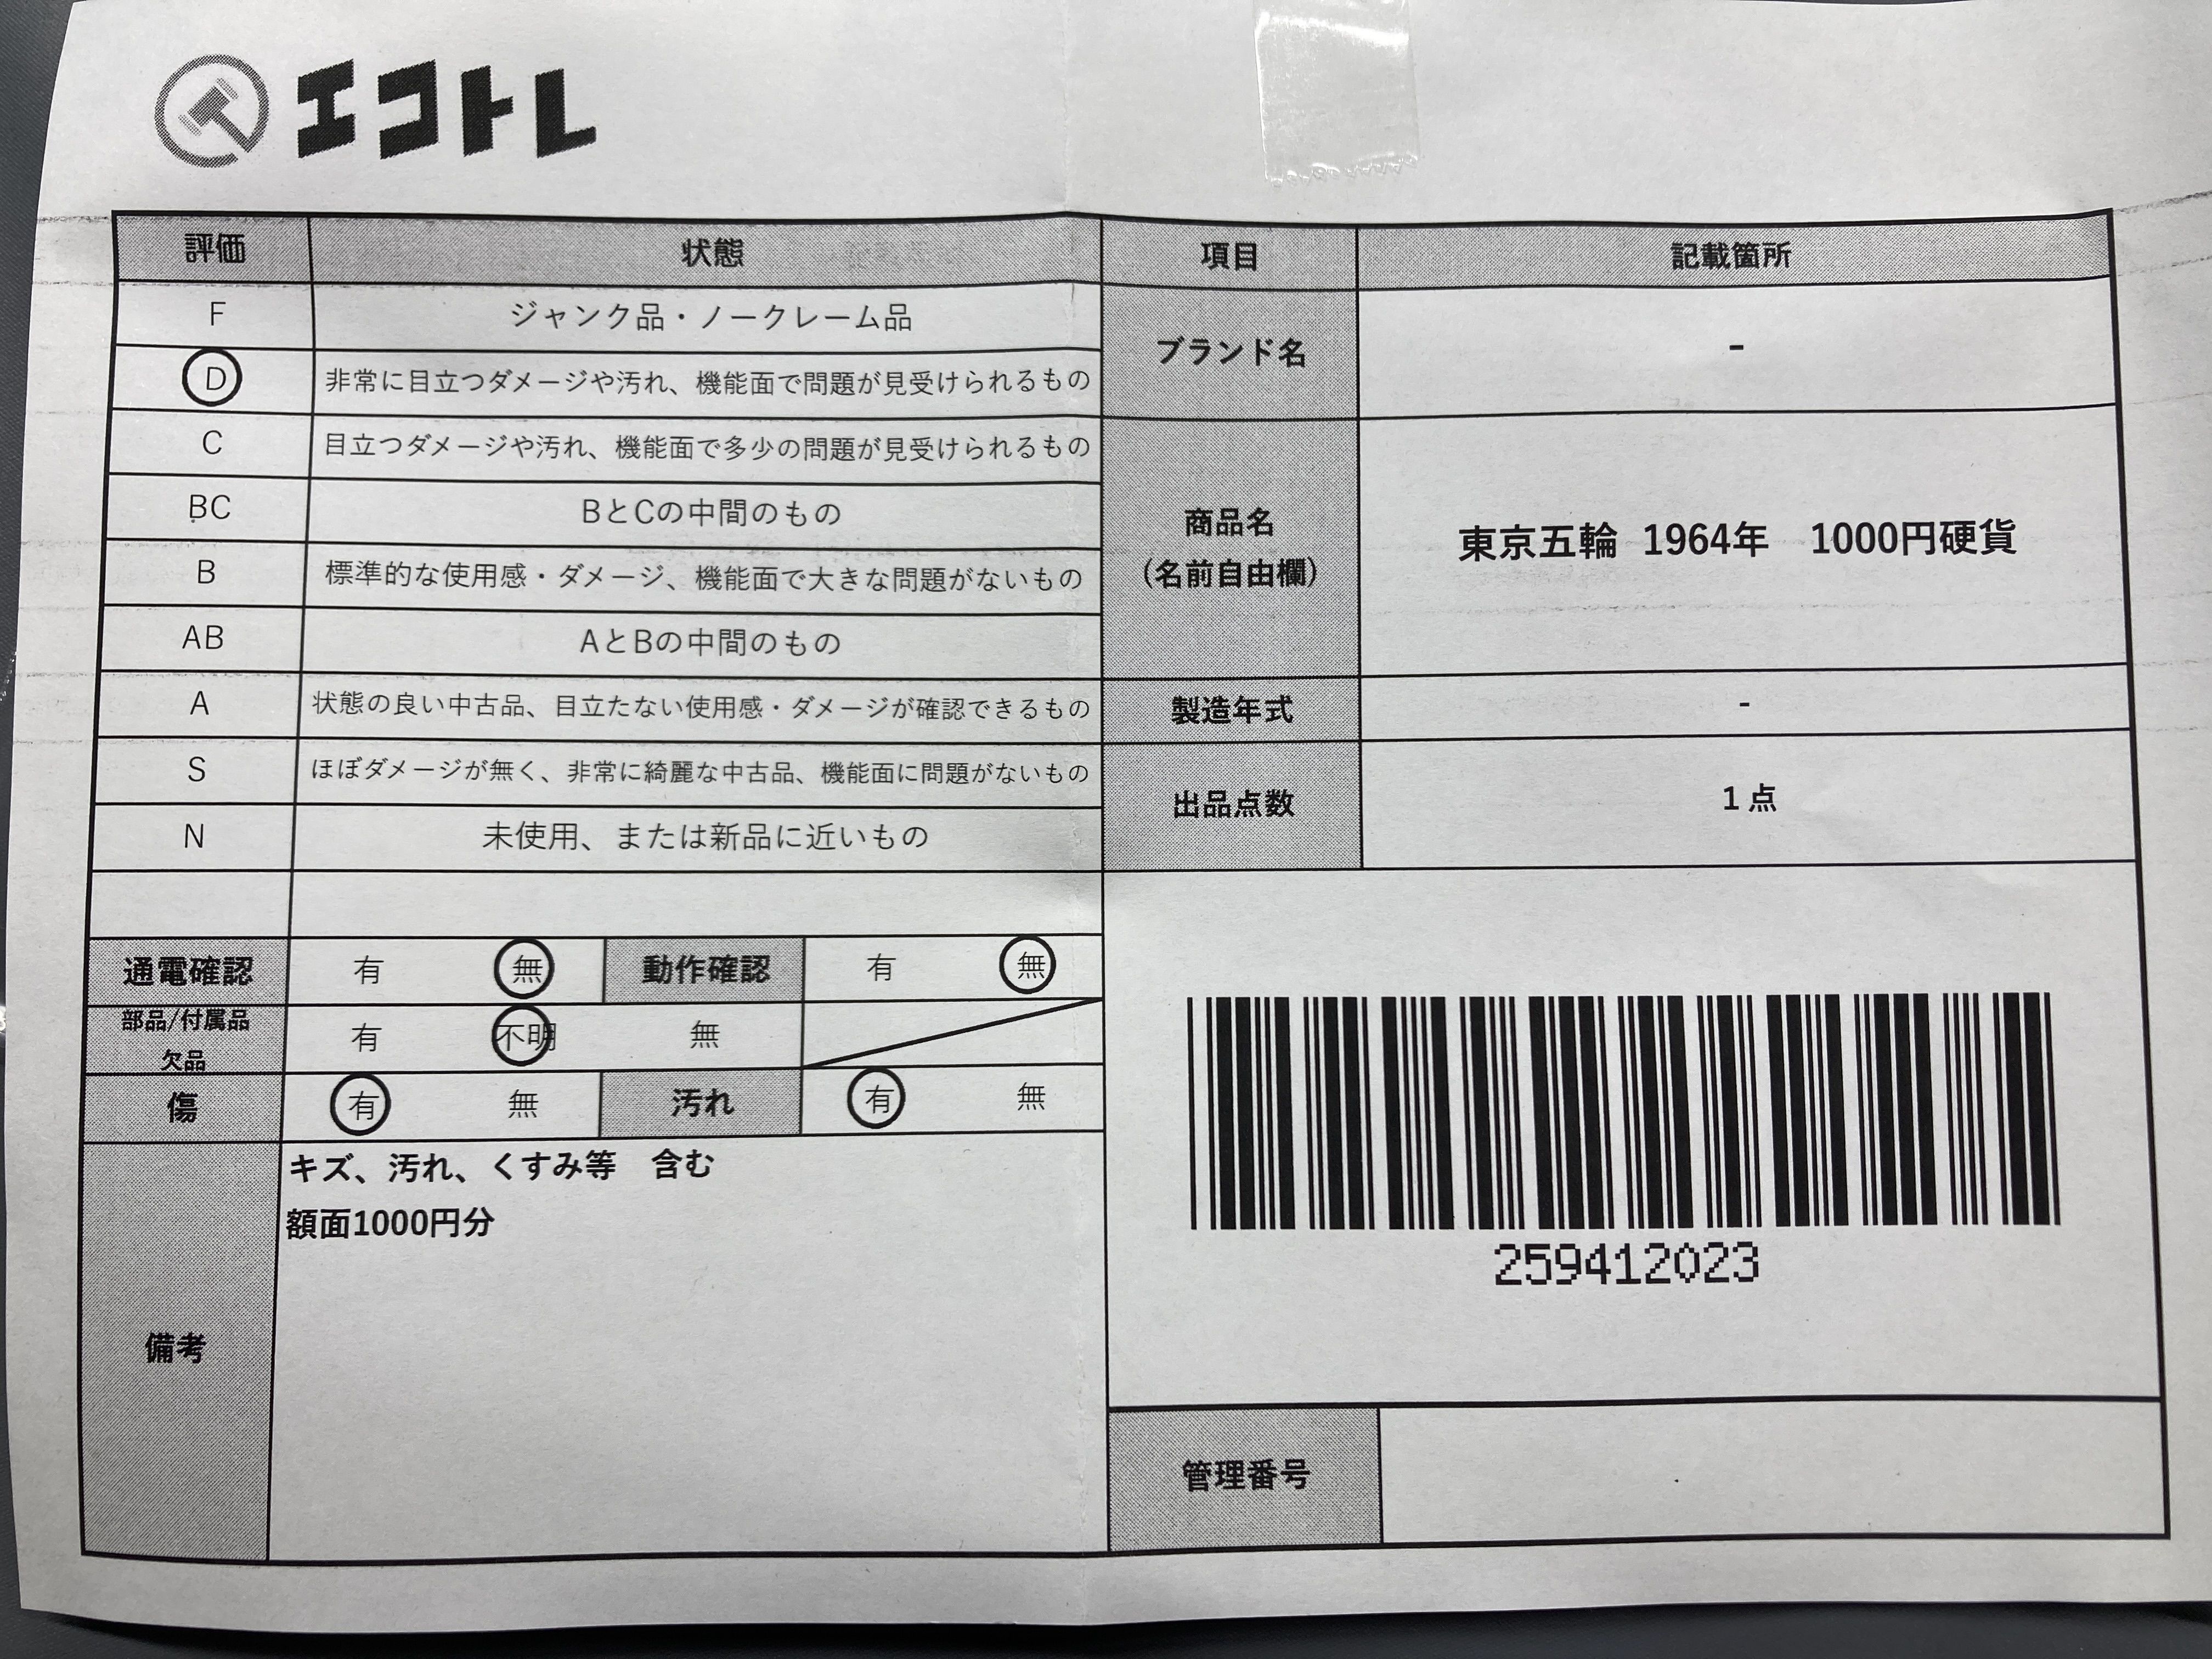 エコトレ
評価 状態
F ジャンク品・ノークレーム品
D 非常に目立つダメージや汚れ、機能面で問題が見受けられるもの
C 目立つダメージや汚れ、機能面で多少の問題が見受けられるもの
BC BとCの中間のもの
B 標準的な使用感・ダメージ、機能面で大きな問題がないもの
AB AとBの中間のもの
A 状態の良い中古品、目立たない使用感・ダメージが確認できるもの
S ほぼダメージが無く、非常に綺麗な中古品、機能面に問題がないもの
N 未使用、または新品に近いもの
通電確認 有 無 動作確認 有 無
部品/付属品
欠品 有 不明 無
傷 有 無 汚れ 有 無
備考
キズ、汚れ、くすみ等 含む
額面1000円分
項目 記載箇所
ブランド名 -
商品名
(名前自由欄)
東京五輪 1964年 1000円硬貨
製造年式 -
出品点数 1点
259412023
管理番号